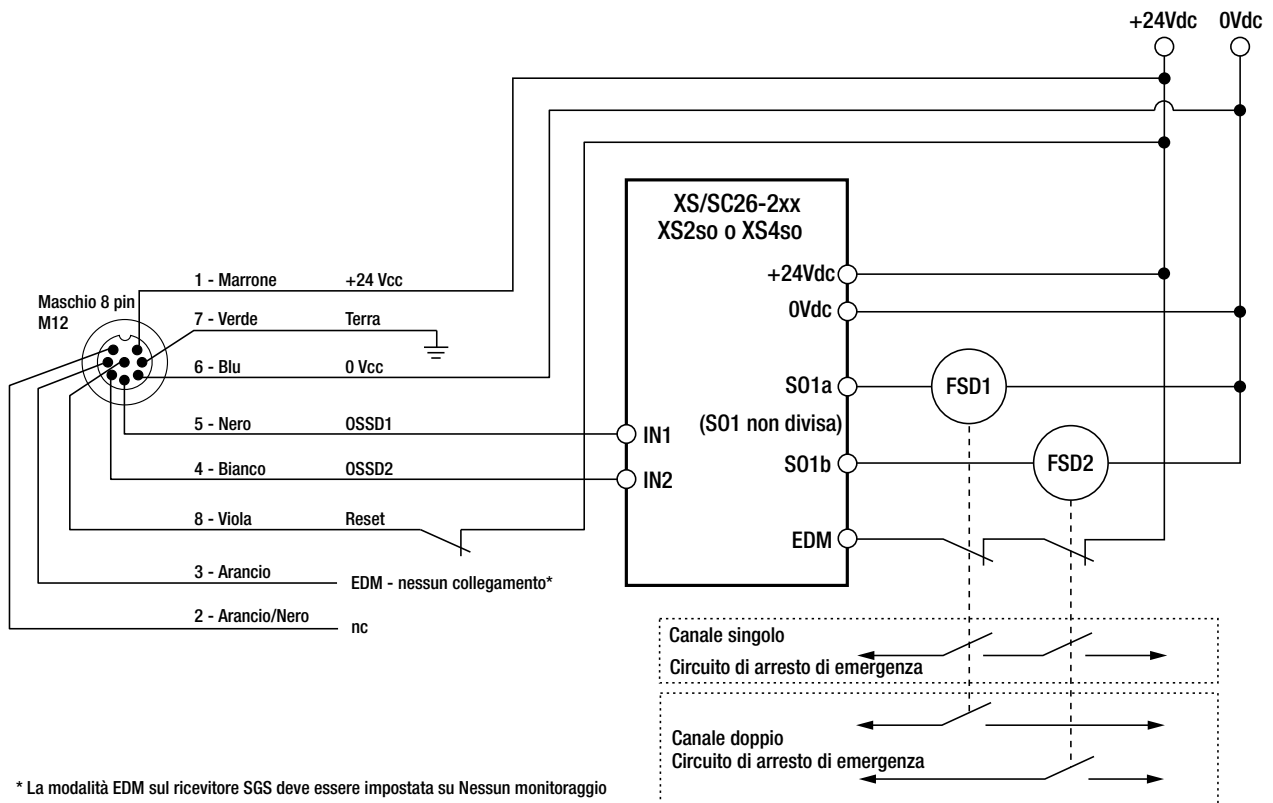 +24Vdc 0Vdc
XS/SC26-2xx
XS2so o XS4so
+24Vdc
0Vdc
SO1a
(SO1 non divisa)
SO1b
EDM
IN1
IN2
FSD1
FSD2
Maschio 8 pin
M12
1 - Marrone +24 Vcc
7 - Verde Terra
6 - Blu 0 Vcc
5 - Nero OSSD1
4 - Bianco OSSD2
8 - Viola Reset
3 - Arancio EDM - nessun collegamento*
2 - Arancio/Nero nc
Canale singolo
Circuito di arresto di emergenza
Canale doppio
Circuito di arresto di emergenza
* La modalità EDM sul ricevitore SGS deve essere impostata su Nessun monitoraggio